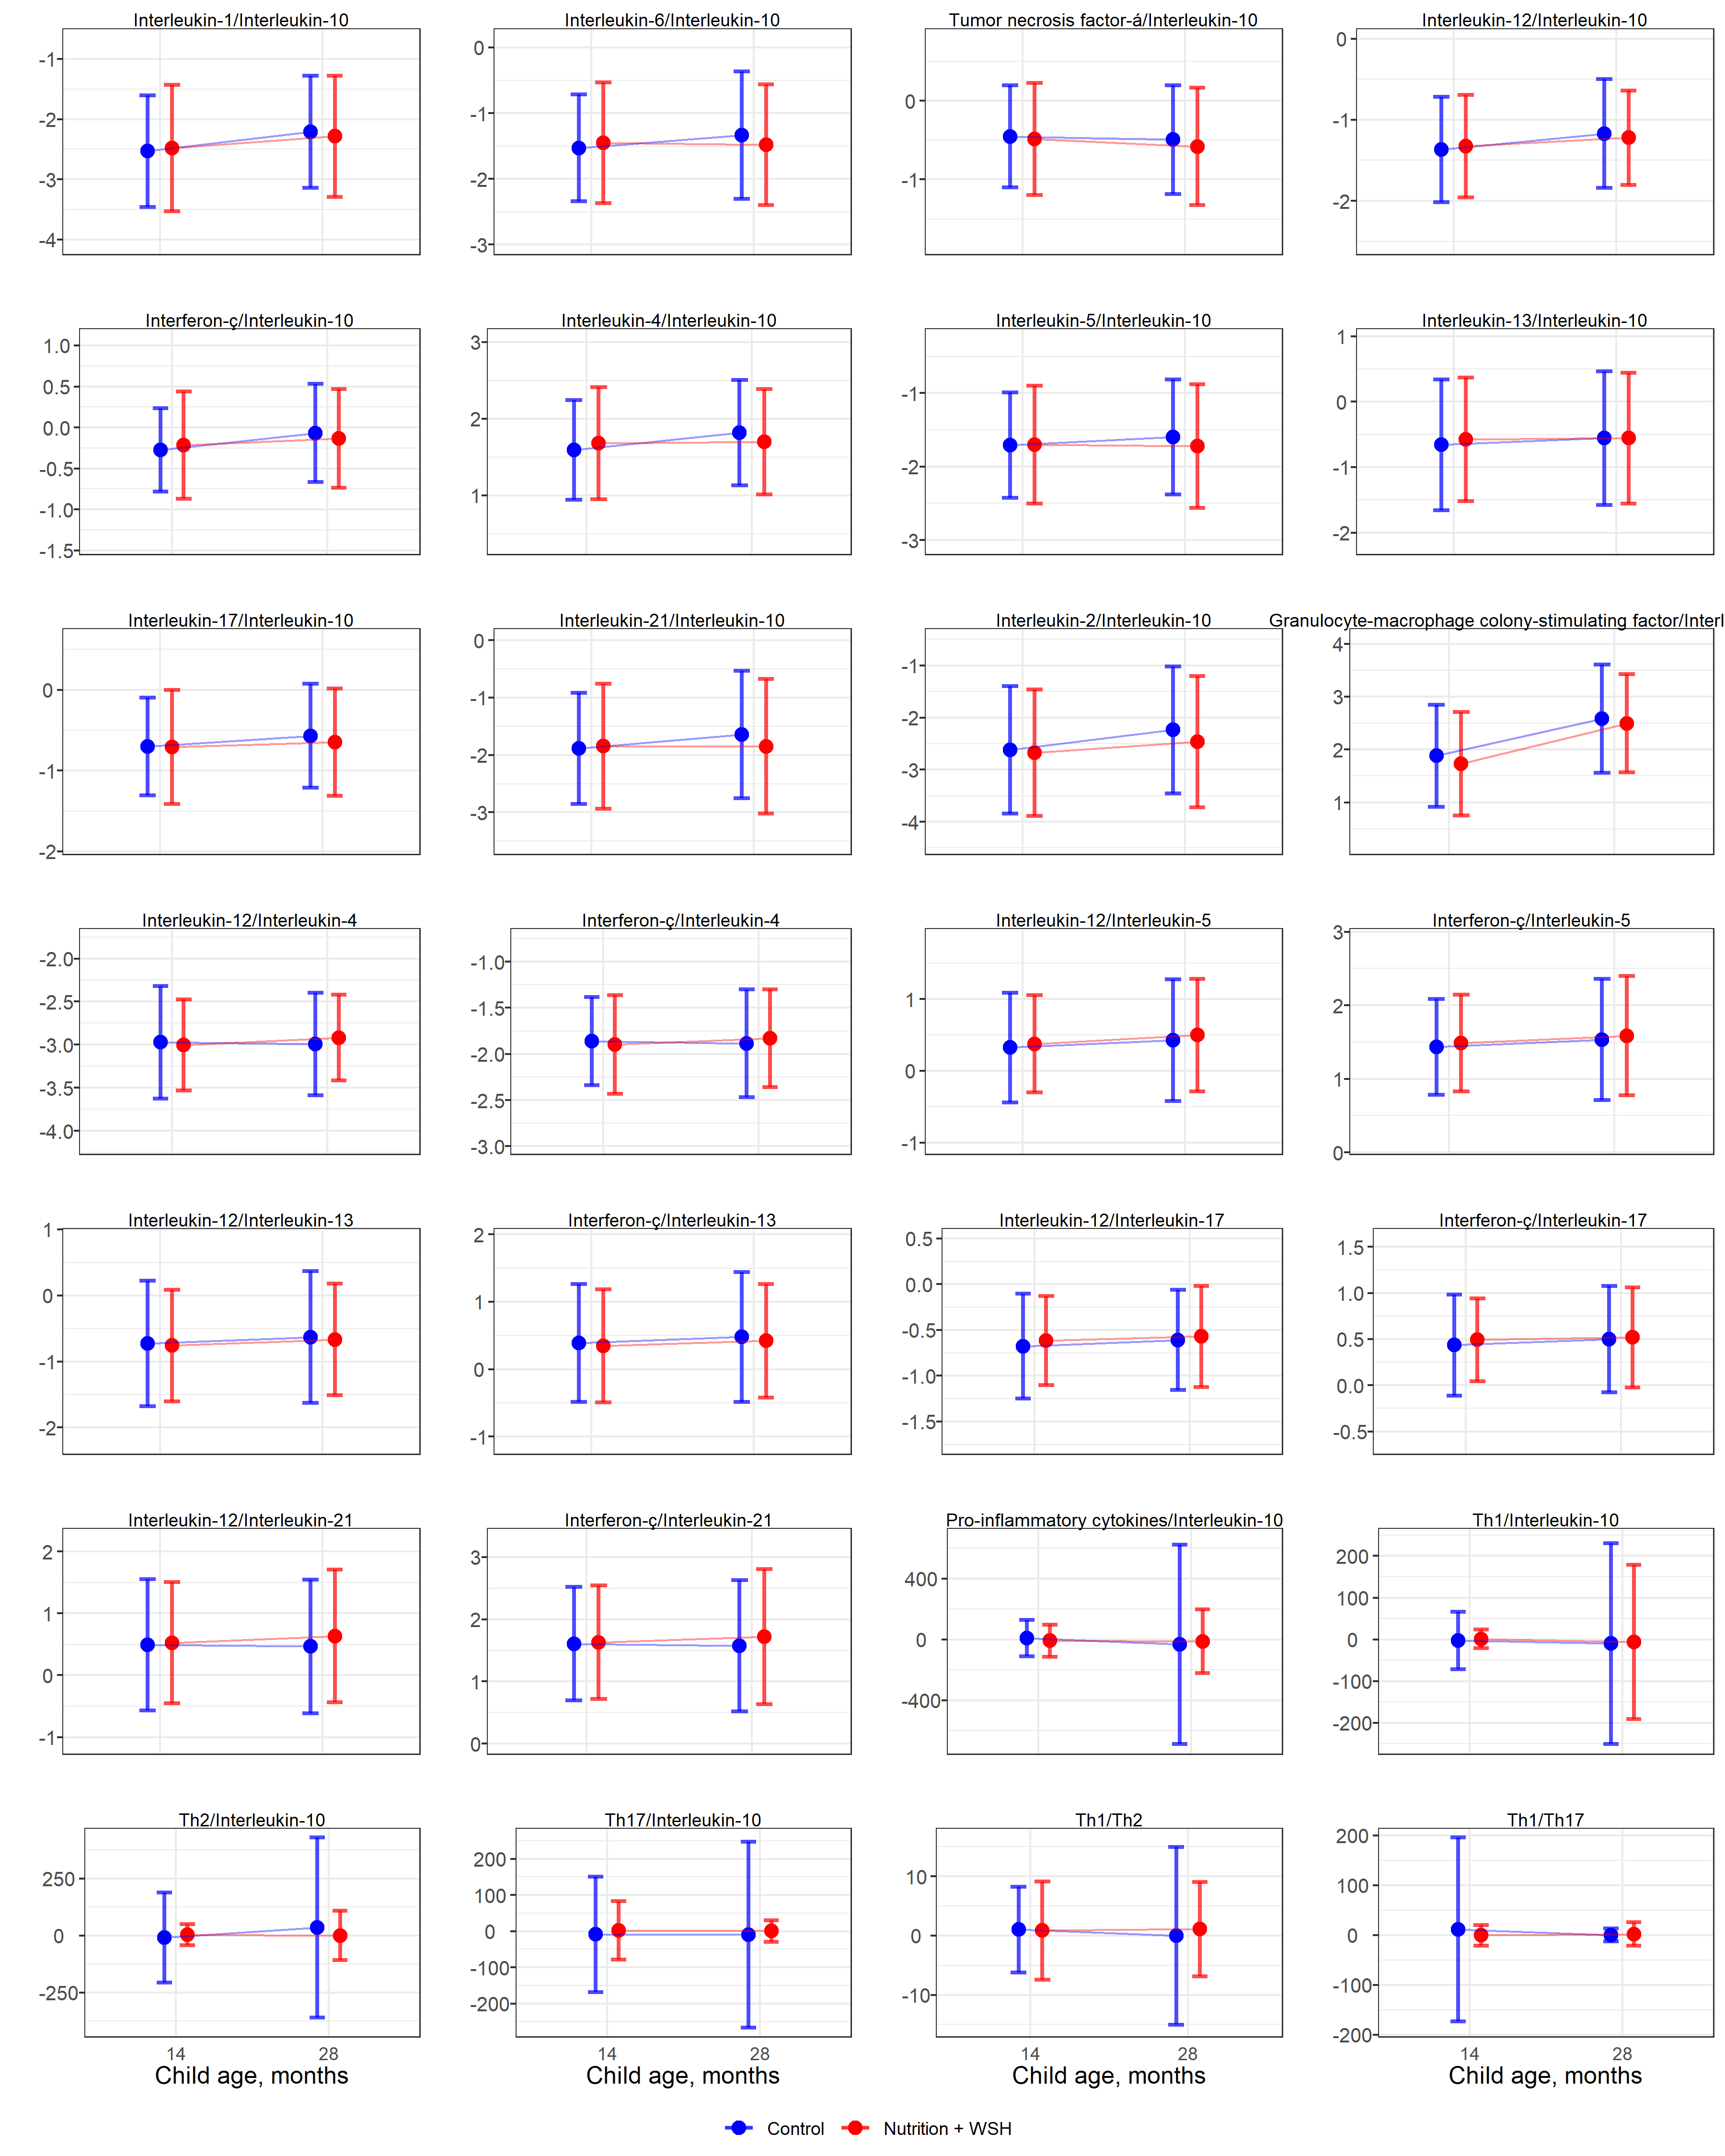 Interleukin-1/Interleukin-10 Interleukin-6/Interleukin-10 Tumor necrosis factor-á/Interleukin-10 Interleukin-12/Interleukin-10
-1 0 0 0
-2 -1 -1 -1
-3 -2 -2
-4 -3
Interferon-ç/Interleukin-10 Interleukin-4/Interleukin-10 Interleukin-5/Interleukin-10 Interleukin-13/Interleukin-10
1.0 3 -1 1
0.5 2 -2 0
0.0 1 -3 -1
-0.5 -2
-1.0
-1.5
Interleukin-17/Interleukin-10 Interleukin-21/Interleukin-10 Interleukin-2/Interleukin-10 Granulocyte-macrophage colony-stimulating factor/Interl
0 0 -1 4
-1 -1 -2 3
-2 -2 -3 2
-3 -4 1
Interleukin-12/Interleukin-4 Interferon-ç/Interleukin-4 Interleukin-12/Interleukin-5 Interferon-ç/Interleukin-5
-2.0 -1.0 1 3
-2.5 -1.5 0 2
-3.0 -2.0 -1 1
-3.5 -2.5 0
-4.0 -3.0
Interleukin-12/Interleukin-13 Interferon-ç/Interleukin-13 Interleukin-12/Interleukin-17 Interferon-ç/Interleukin-17
1 2 0.5 1.5
0 1 0.0 1.0
-1 0 -0.5 0.5
-2 -1 -1.0 0.0
-1.5 -0.5
Interleukin-12/Interleukin-21 Interferon-ç/Interleukin-21 Pro-inflammatory cytokines/Interleukin-10 Th1/Interleukin-10
2 3 400 200
1 2 0 100
0 1 -400 0
-1 0 -100
-200
Th2/Interleukin-10 Th17/Interleukin-10 Th1/Th2 Th1/Th17
250 200 10 200
0 100 0 100
-250 0 -10 0
-100 -100
-200 -200
14 28 14 28 14 28 14 28
Child age, months Child age, months Child age, months Child age, months
Control Nutrition + WSH